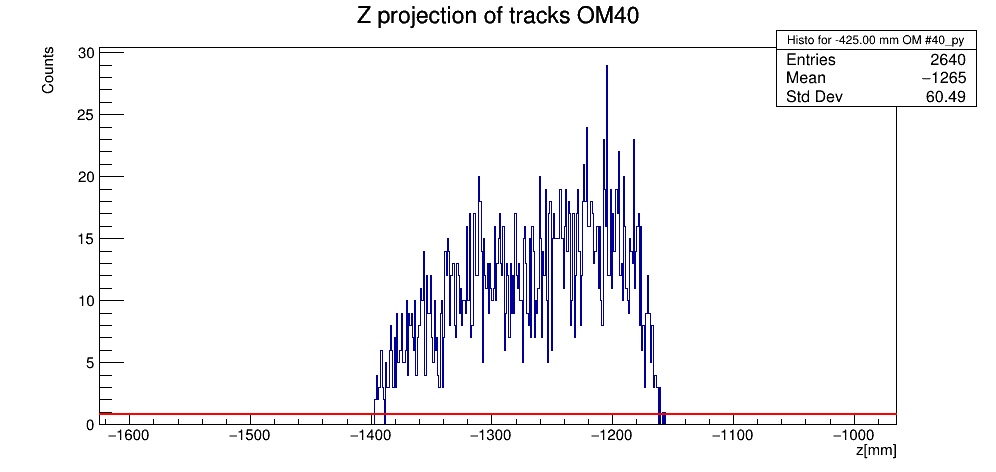 Z projection of tracks OM40
Histo for -425.00 mm OM #40_py
Entries 2640
Mean −1265
Std Dev 60.49
Counts
30
25
20
15
10
5
0
−1600 −1500 −1400 −1300 −1200 −1100 −1000
z[mm]